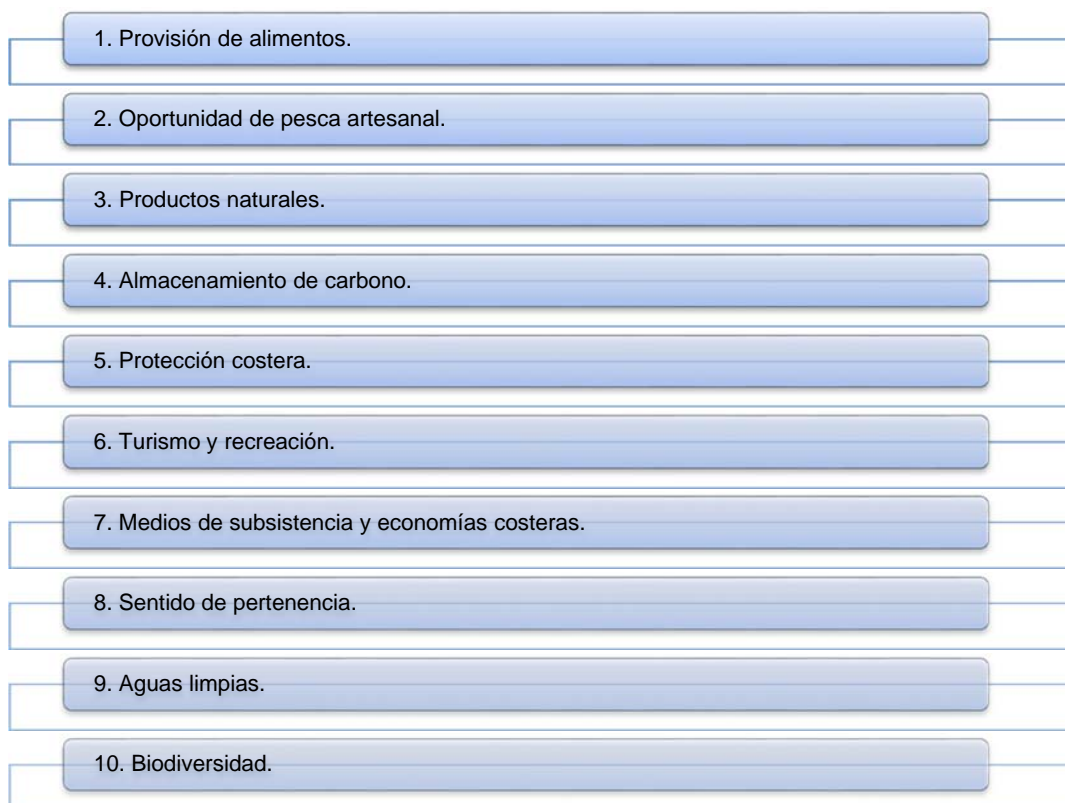 1. Provisión de alimentos.
2. Oportunidad de pesca artesanal.
3. Productos naturales.
4. Almacenamiento de carbono.
5. Protección costera.
6. Turismo y recreación.
7. Medios de subsistencia y economías costeras.
8. Sentido de pertenencia.
9. Aguas limpias.
10. Biodiversidad.